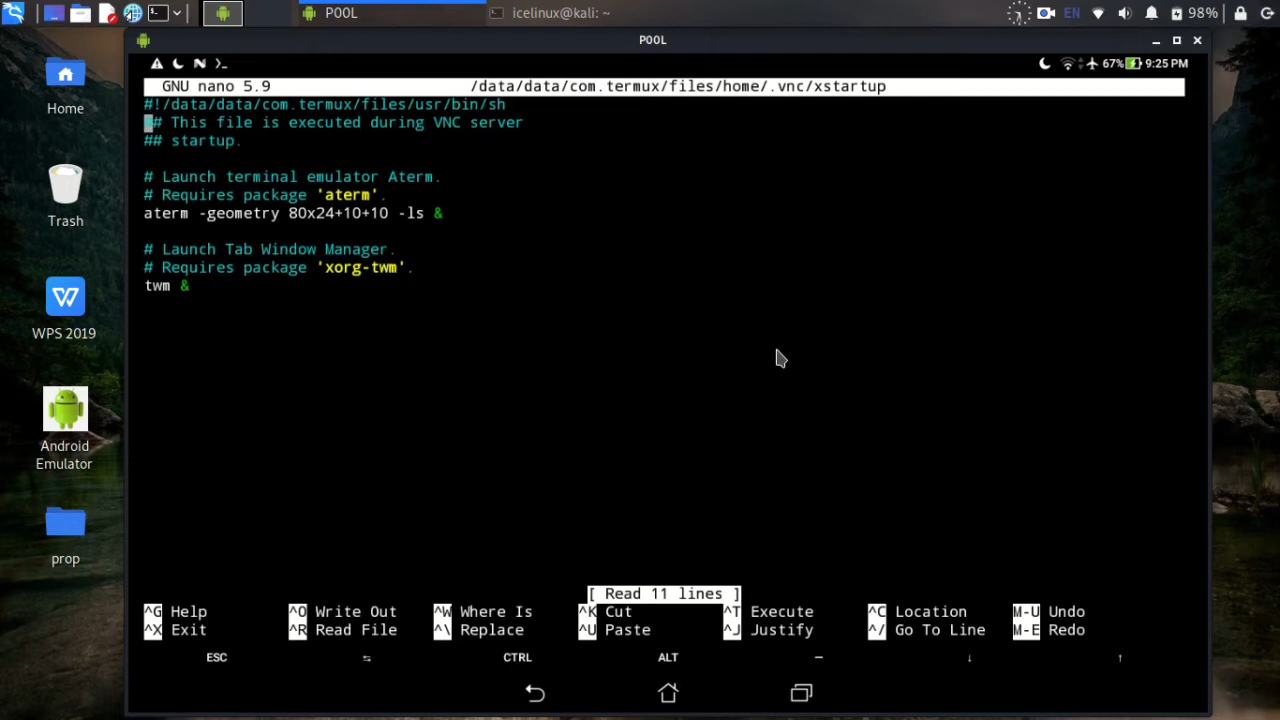 POOL
icelinux@kali: ~
EN
98%
POOL
67% 9:25 PM
GNU nano 5.9 /data/data/com.termux/files/home/.vnc/xstartup
#!/data/data/com.termux/files/usr/bin/sh
## This file is executed during VNC server
## startup.
# Launch terminal emulator Aterm.
# Requires package 'aterm'.
aterm -geometry 80x24+10+10 -ls &
# Launch Tab Window Manager.
# Requires package 'xorg-twm'.
twm &
[ Read 11 lines ]
^G Help ^O Write Out ^W Where Is ^K Cut ^T Execute ^C Location M-U Undo
^X Exit ^R Read File ^\ Replace ^U Paste ^J Justify ^/ Go To Line M-E Redo
ESC ⇆ CTRL ALT – ↓ ↑
Home
Trash
WPS 2019
Android
Emulator
prop